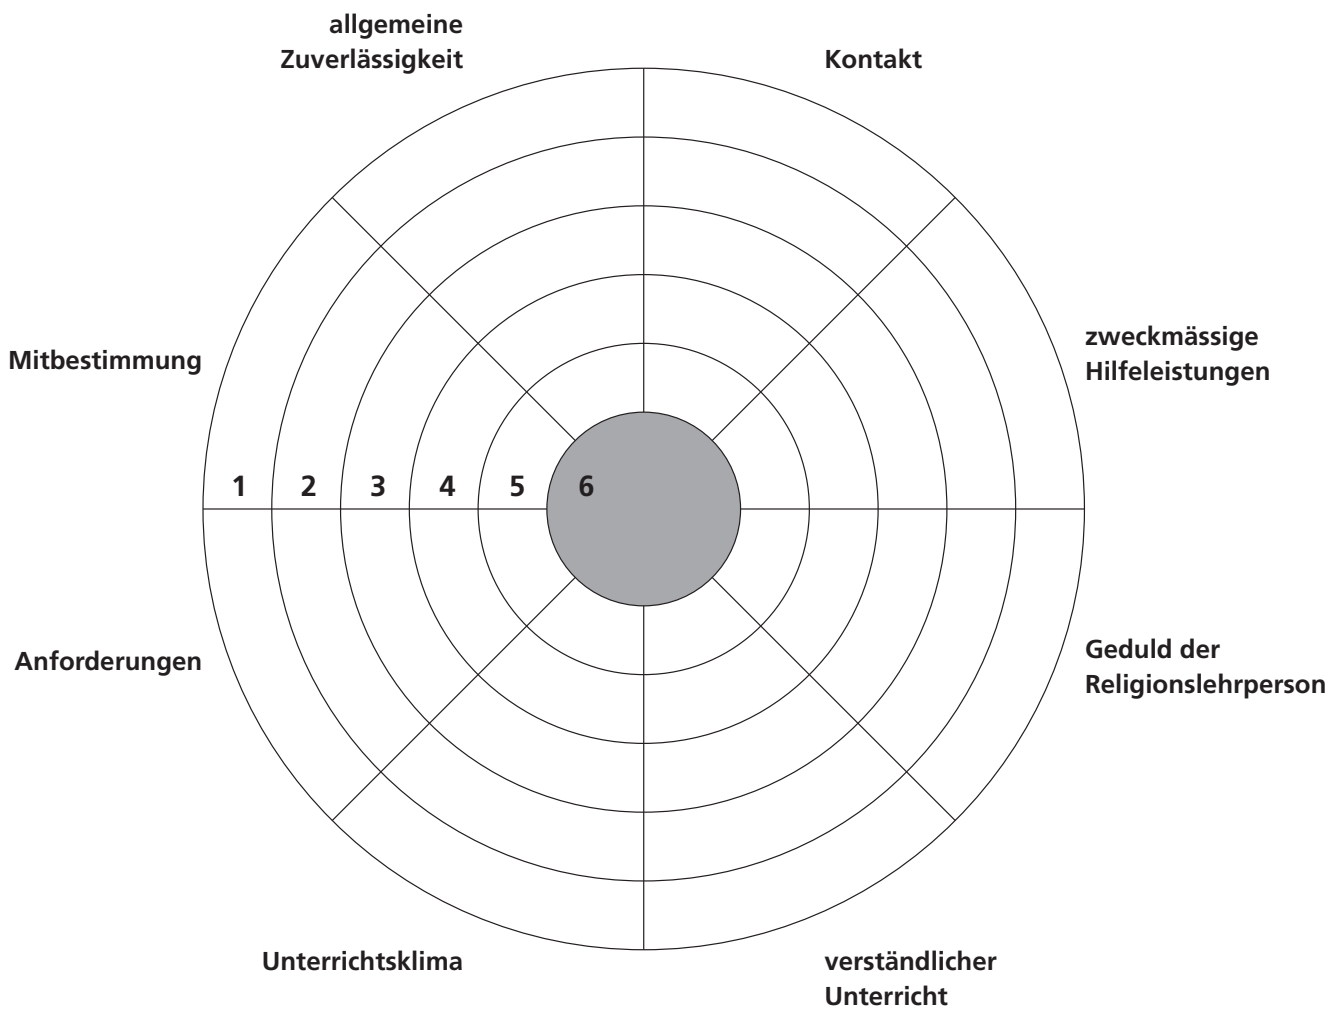 allgemeine
Zuverlässigkeit
Kontakt
Mitbestimmung
zweckmässige
Hilfeleistungen
1 2 3 4 5 6
Anforderungen
Geduld der
Religionslehrperson
Unterrichtsklima
verständlicher
Unterricht